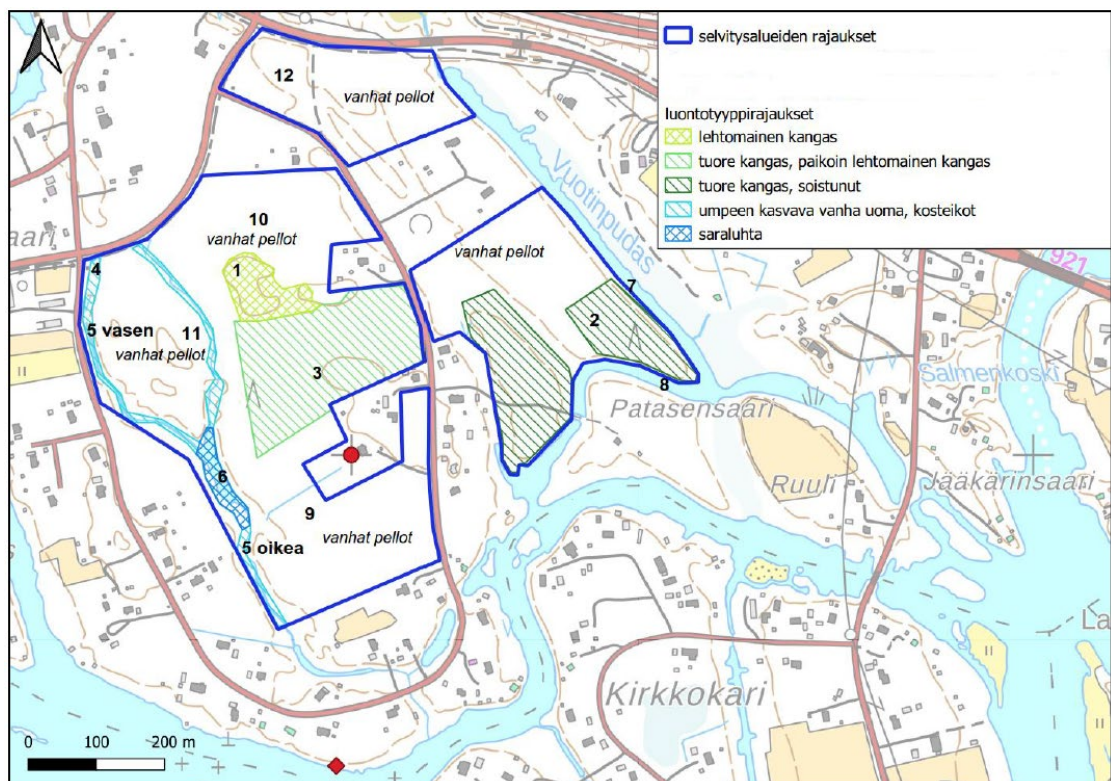 selvitysalueiden rajaukset
luontotyyppirajaukset
lehtomainen kangas
tuore kangas, paikoin lehtomainen kangas
tuore kangas, soistunut
umpeen kasvava vanha uoma, kosteikot
saraluhta
12
vanhat pellot
Vuotinpudas
10
vanhat pellot
vanhat pellot
aari
4
1
7
921
5 vasen
11
2
vanhat pellot
3
8
Salmenkoski
Patasensaari
6
Ruuli
Jääkärinsaari
9
vanhat pellot
5 oikea
La
Kirkkokari
0 100 200 m